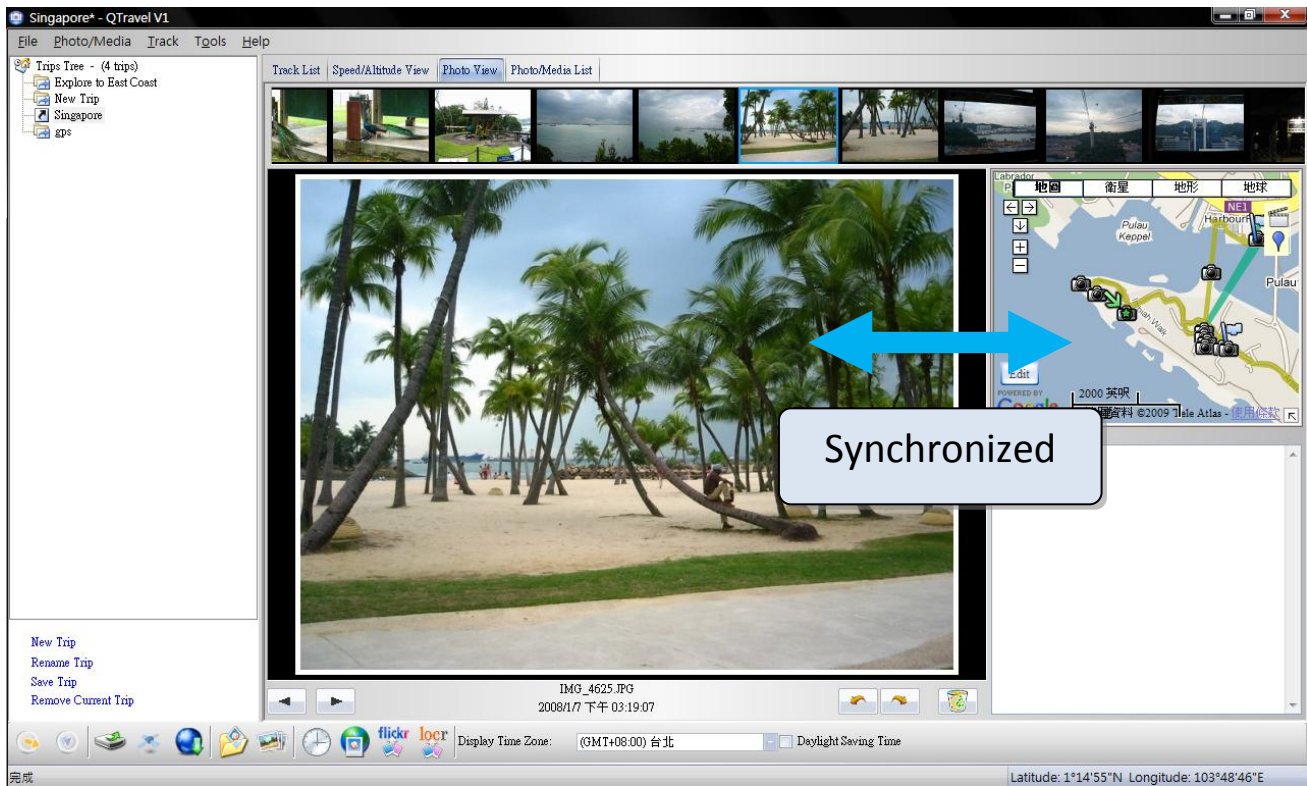 Singapore* - QTravel V1
File Photo/Media Track Tools Help
Trips Tree - (4 trips)
Explore to East Coast
New Trip
Singapore
gps
Track List Speed/Altitude View Photo View Photo/Media List
Labrador
地圖 衛星 地形 地球
NE1
Pulau
Keppel
Pulau
Edit
POWERED BY
Google
2000 英呎
©2009 Tele Atlas - 使用條款
Synchronized
New Trip
Rename Trip
Save Trip
Remove Current Trip
IMG_4625.JPG
2008/1/7 下午 03:19:07
flickr locr Display Time Zone: (GMT+08:00) 台北 Daylight Saving Time
完成 Latitude: 1°14'55"N Longitude: 103°48'46"E